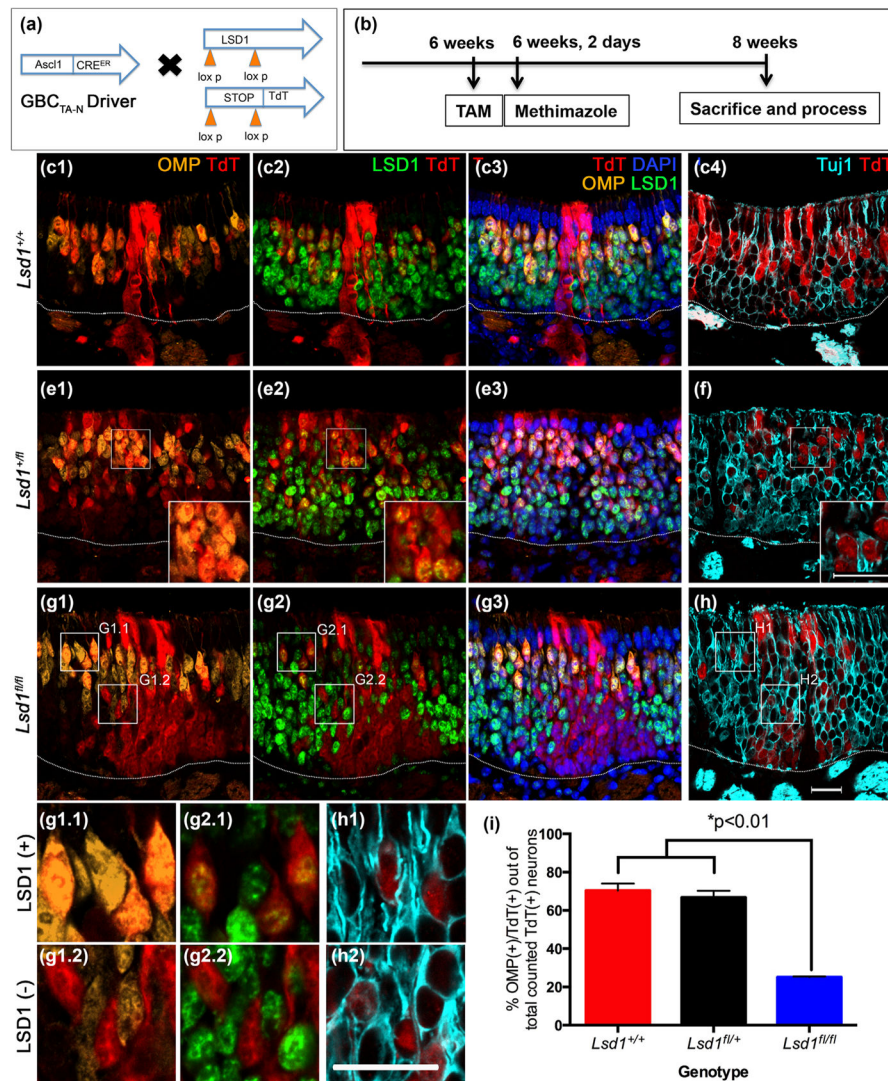 (a)
LSD1
Ascl1 CREᴱᴿ
lox p lox p
GBC_TA-N Driver
STOP TdT
lox p lox p
(b)
6 weeks 6 weeks, 2 days 8 weeks
TAM Methimazole Sacrifice and process
(c1) OMP TdT
(c2) LSD1 TdT
(c3) TdT DAPI
OMP LSD1
(c4) Tuj1 TdT
Lsd1+/+
(e1)
(e2)
(e3)
(f)
Lsd1+/fl
(g1) G1.1 G1.2
(g2) G2.1 G2.2
(g3)
(h) H1 H2
Lsd1fl/fl
(g1.1)
(g2.1)
(h1)
LSD1 (+)
(g1.2)
(g2.2)
(h2)
LSD1 (-)
(i)
*p<0.01
% OMP(+)/TdT(+) out of
total counted TdT(+) neurons
100
80
60
40
20
0
Lsd1+/+ Lsd1fl/+ Lsd1fl/fl
Genotype